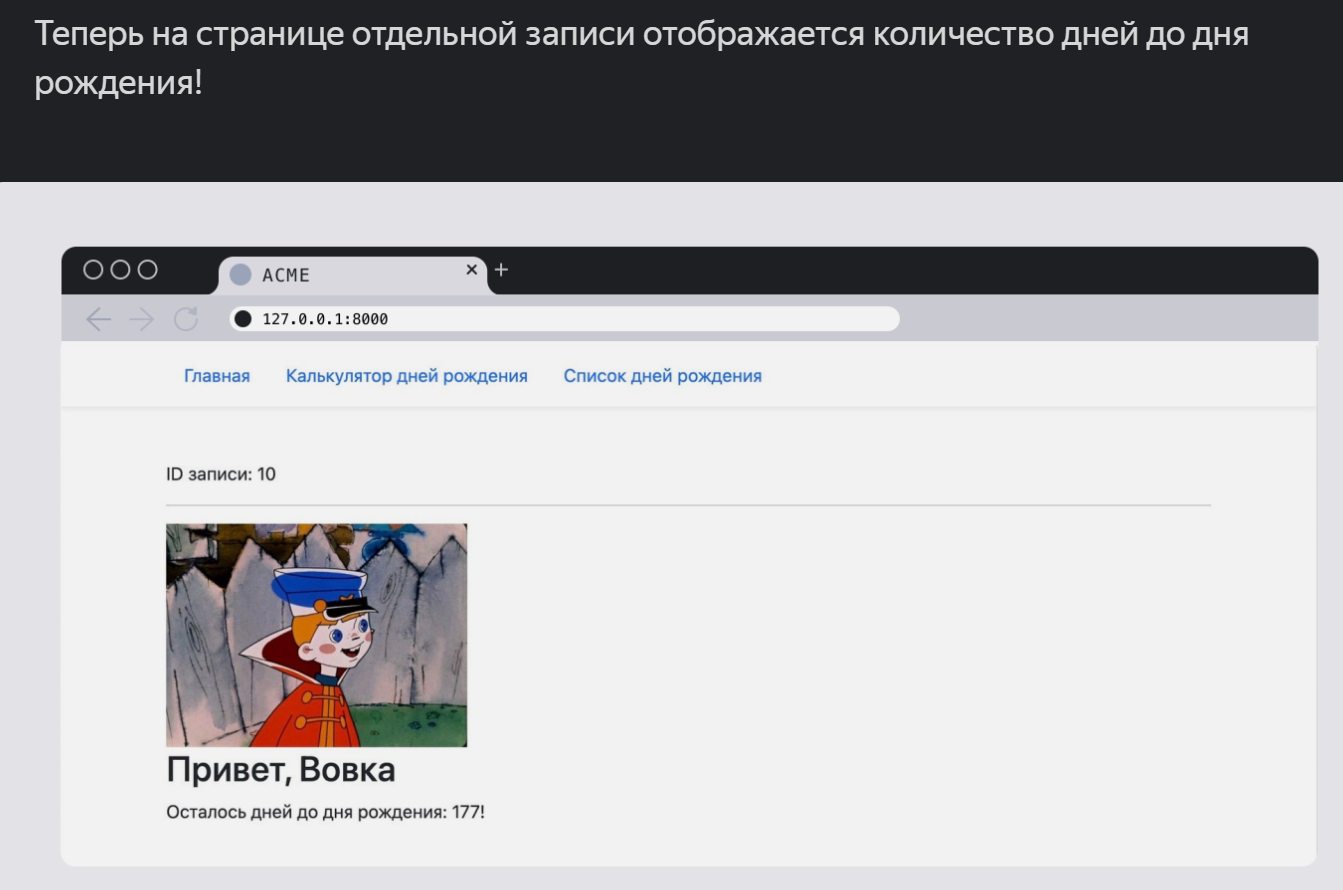 Теперь на странице отдельной записи отображается количество дней до дня
рождения!
ACME
127.0.0.1:8000
Главная Калькулятор дней рождения Список дней рождения
ID записи: 10
Привет, Вовка
Осталось дней до дня рождения: 177!